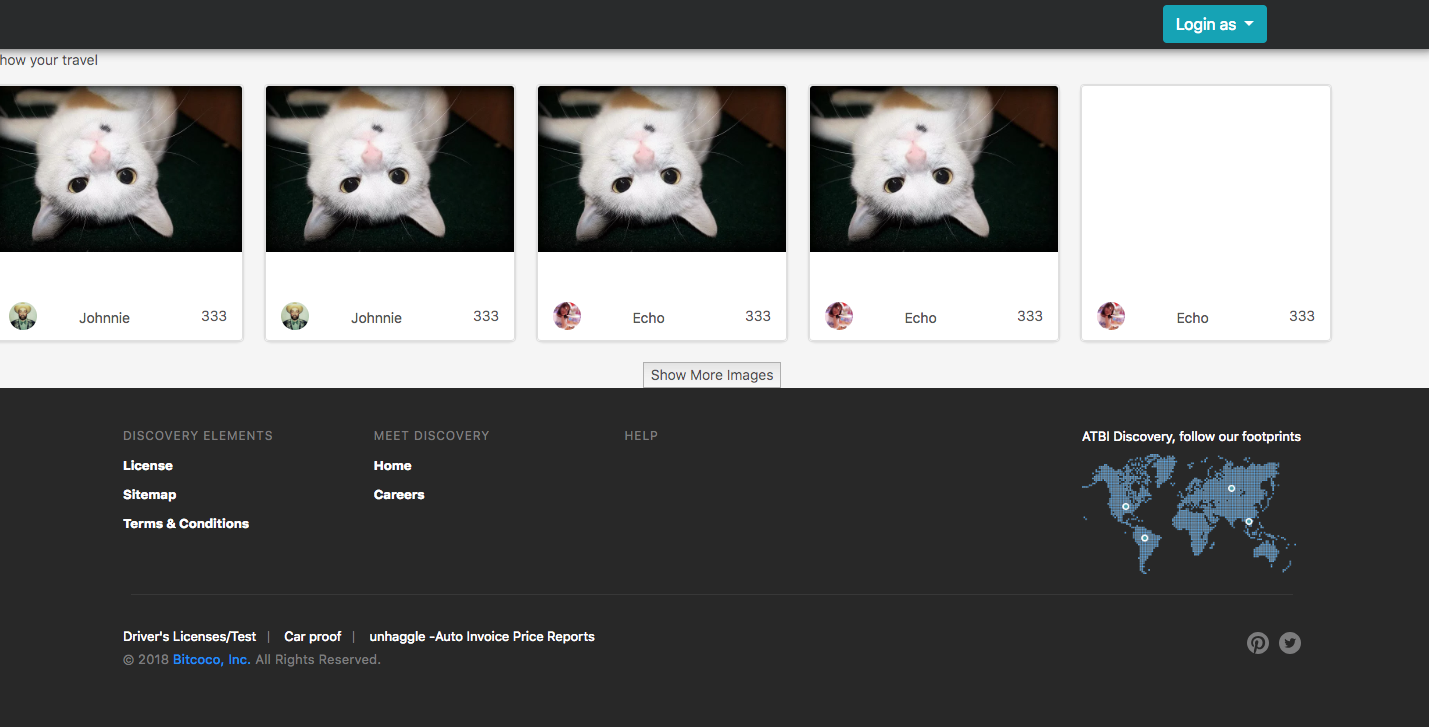 Login as
how your travel
Johnnie 333
Johnnie 333
Echo 333
Echo 333
Echo 333
Show More Images
DISCOVERY ELEMENTS
License
Sitemap
Terms & Conditions
MEET DISCOVERY
Home
Careers
HELP
ATBI Discovery, follow our footprints
Driver's Licenses/Test | Car proof | unhaggle -Auto Invoice Price Reports
© 2018 Bitcoco, Inc. All Rights Reserved.